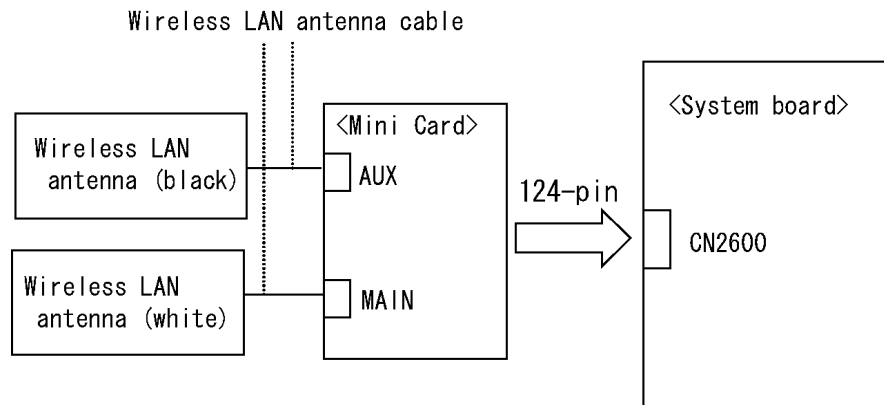 Wireless LAN antenna cable
<System board>
<Mini Card>
Wireless LAN
antenna (black)
AUX
124-pin
CN2600
Wireless LAN
antenna (white)
MAIN